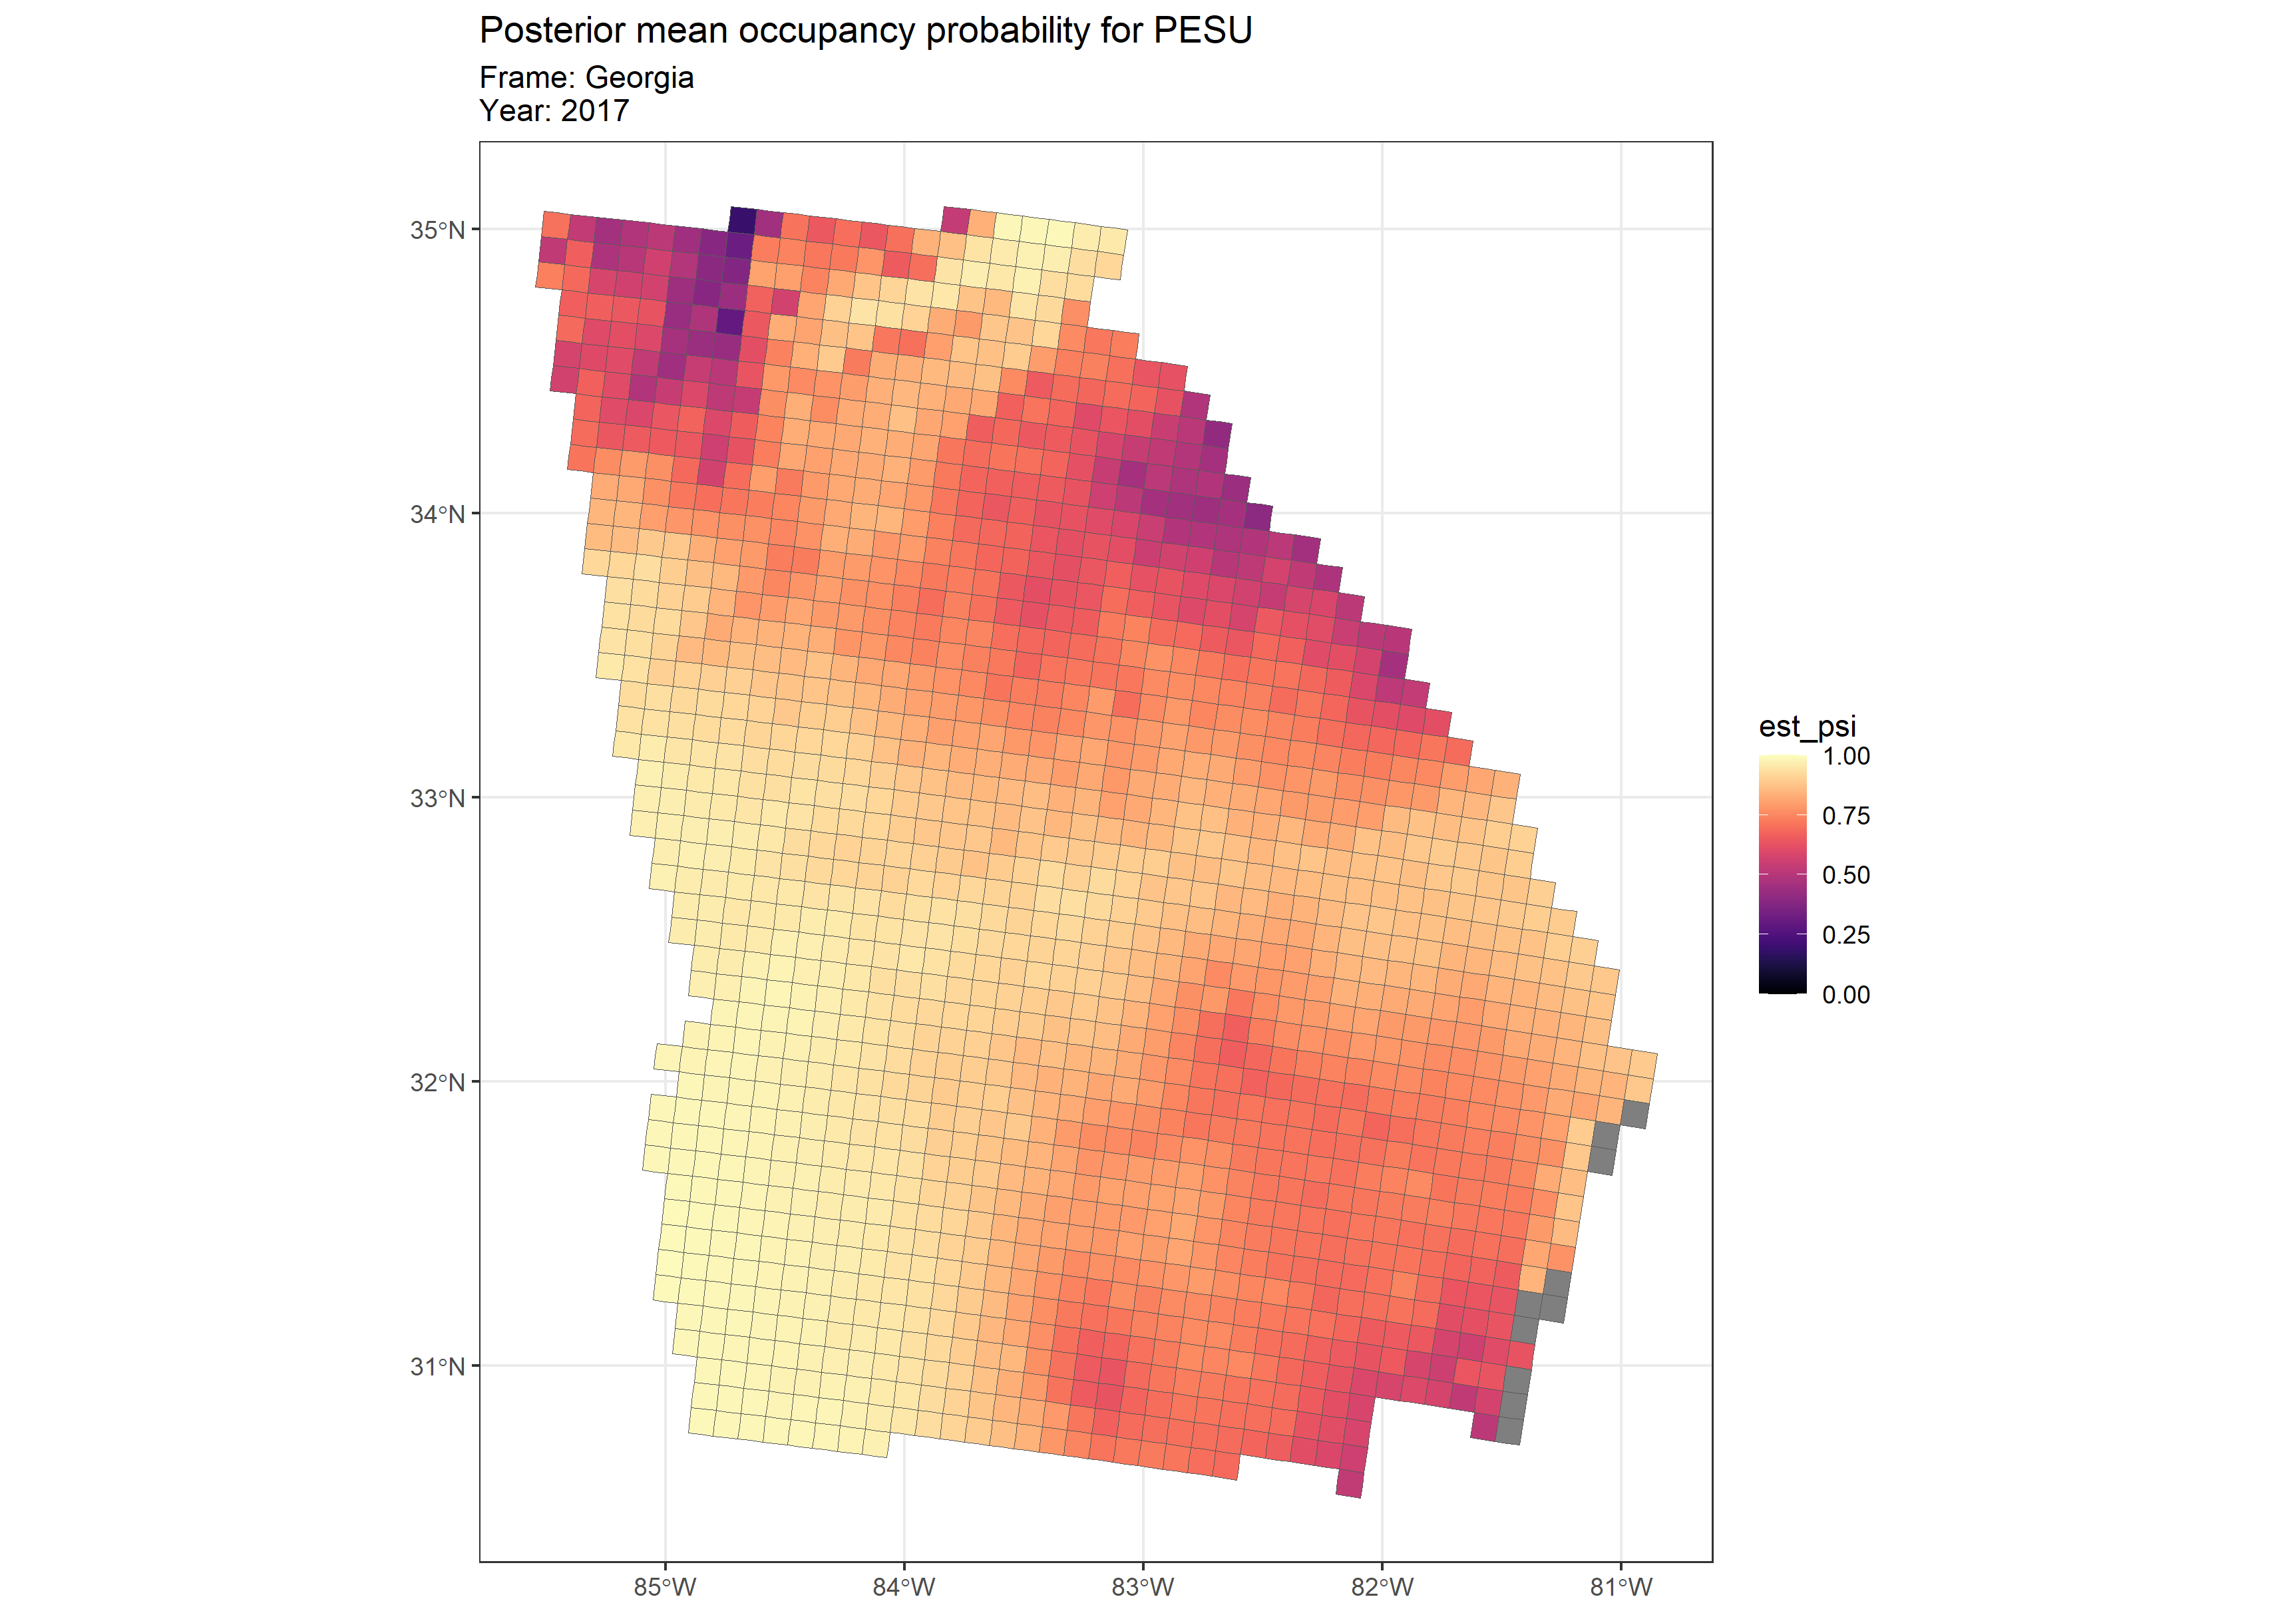 Posterior mean occupancy probability for PESU
Frame: Georgia
Year: 2017
35°N
34°N
33°N
32°N
31°N
85°W
84°W
83°W
82°W
81°W
est_psi
1.00
0.75
0.50
0.25
0.00